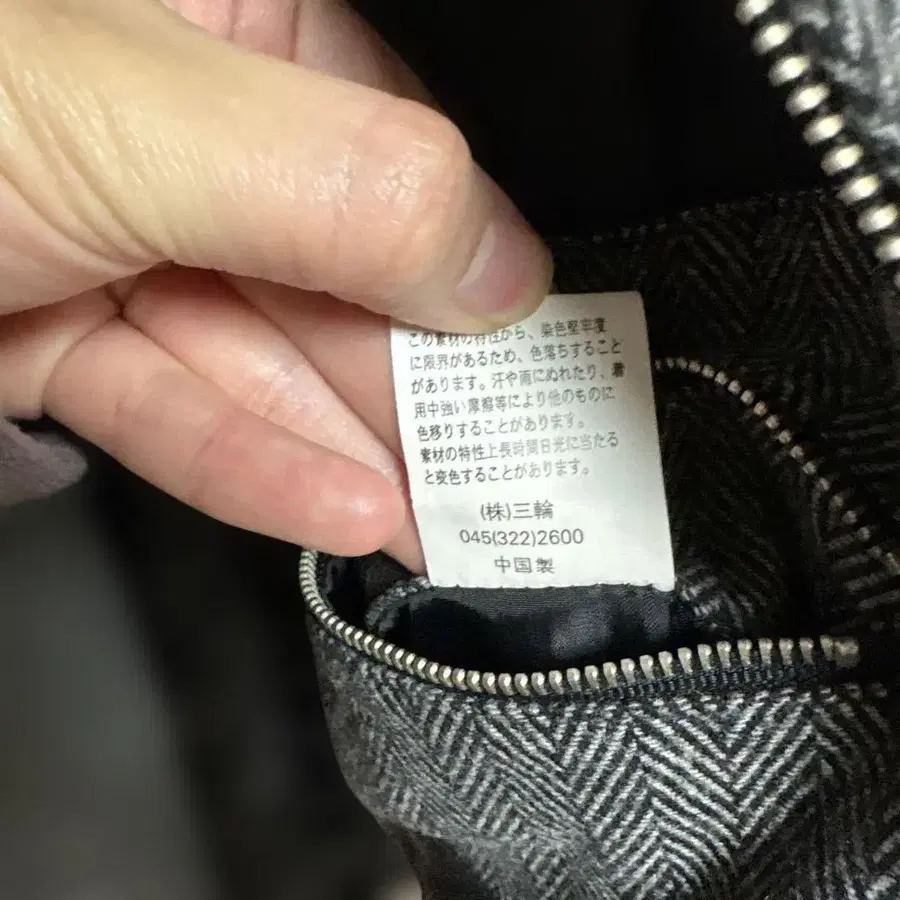 この素材の特性から、染色堅牢度
に限界があるため、色落ちすること
があります。汗や雨にぬれたり、着
用中強い摩擦等により他のものに
色移りすることがあります。
素材の特性上長時間日光に当たる
と変色することがあります。
(株)三輪
045(322)2600
中国製